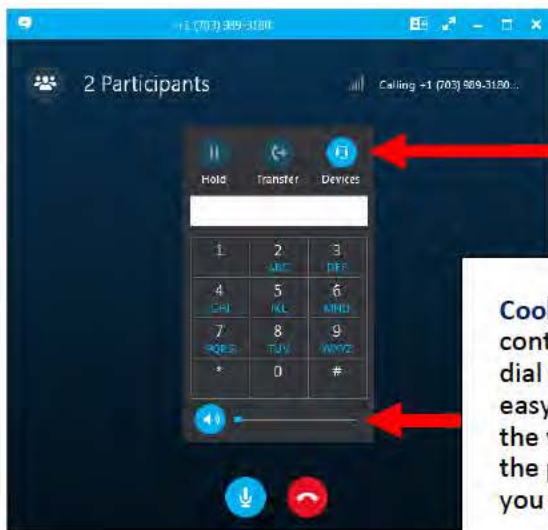 +1 (703) 989-3180
2 Participants
Calling +1 (703) 989-3180...
Hold Transfer Devices
1 2 3
ABC DEF
4 5 6
GHI JKL MNO
7 8 9
PQRS TUV WXYZ
* 0 #
Cool
cont
dial
easy
the
the
you